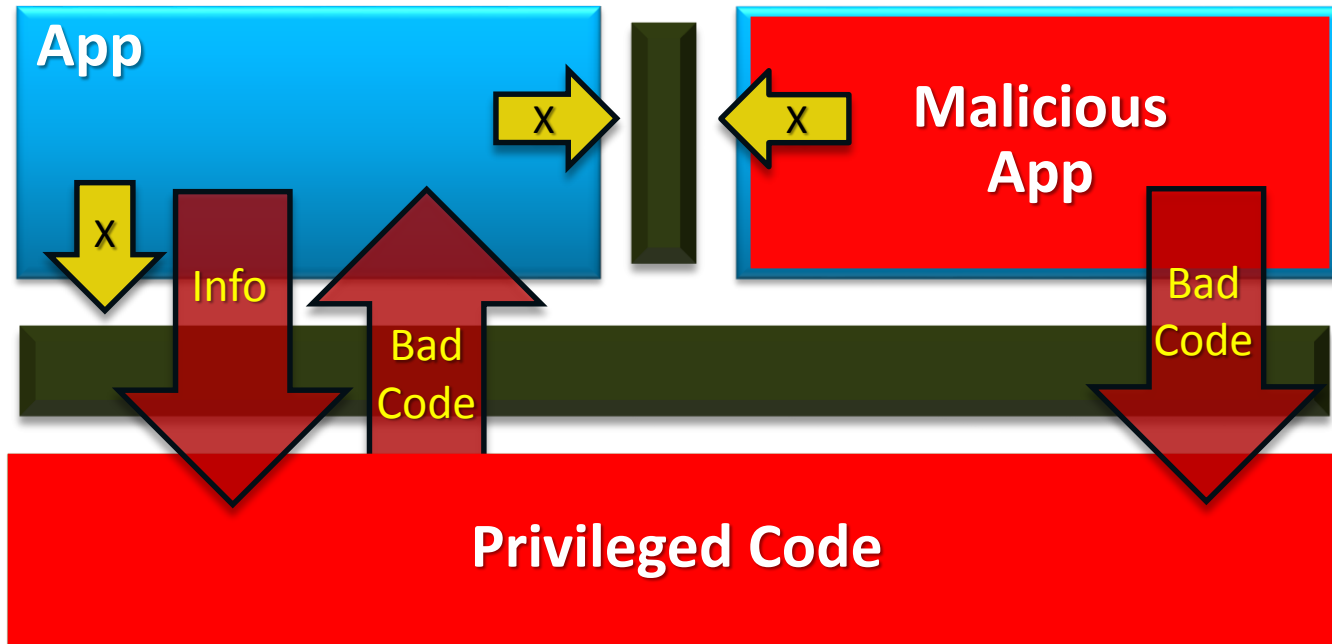 App
X
X
Malicious
App
X
Info
Bad
Code
Bad
Code
Privileged Code